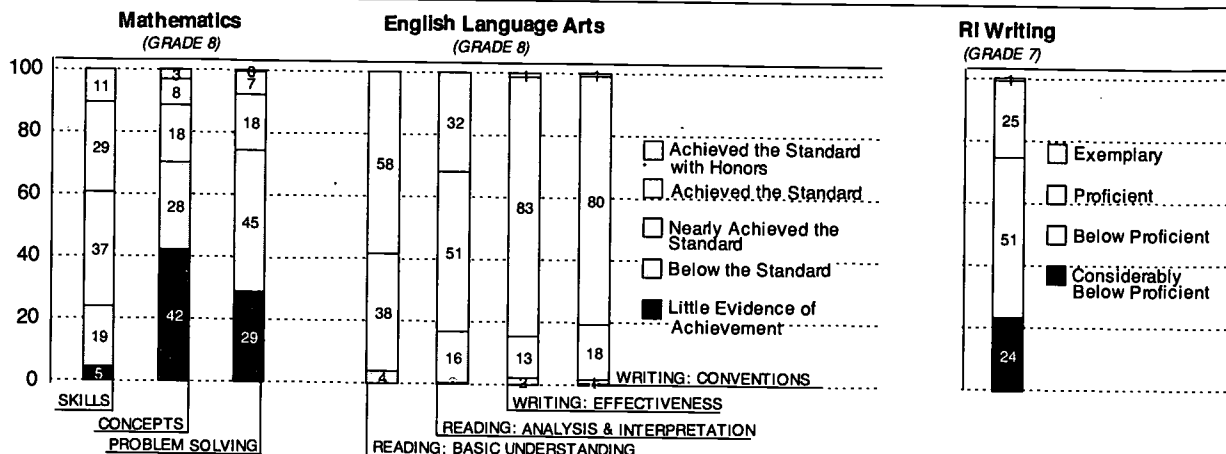 Mathematics
(GRADE 8)
English Language Arts
(GRADE 8)
RI Writing
(GRADE 7)
100
80
60
40
20
0
11
29
37
19
5
3
8
18
28
42
7
18
45
29
58
38
4
32
51
16
1
83
13
1
80
18
25
51
24
Achieved the Standard
with Honors
Achieved the Standard
Nearly Achieved the
Standard
Below the Standard
Little Evidence of
Achievement
Exemplary
Proficient
Below Proficient
Considerably
Below Proficient
SKILLS
CONCEPTS
PROBLEM SOLVING
WRITING: CONVENTIONS
WRITING: EFFECTIVENESS
READING: ANALYSIS & INTERPRETATION
READING: BASIC UNDERSTANDING